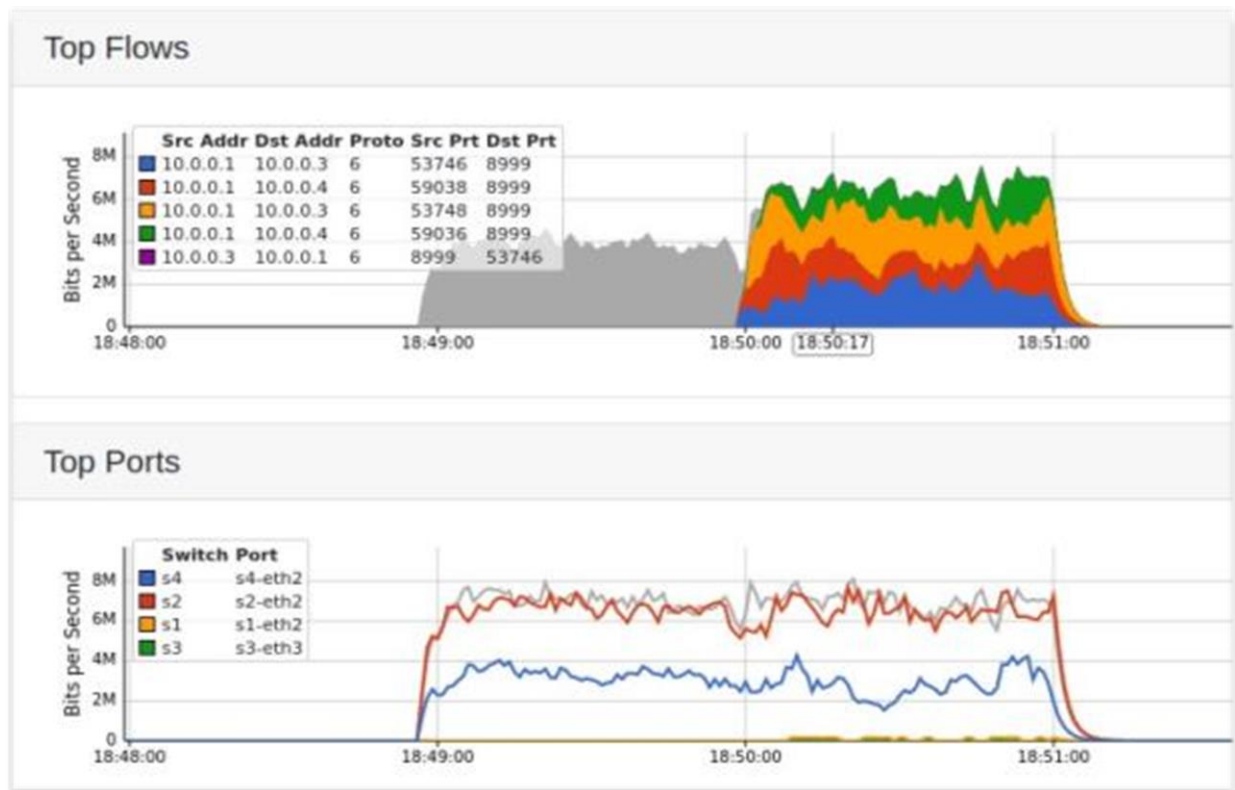 Top Flows
Src Addr Dst Addr Proto Src Prt Dst Prt
10.0.0.1 10.0.0.3 6 53746 8999
10.0.0.1 10.0.0.4 6 59038 8999
10.0.0.1 10.0.0.3 6 53748 8999
10.0.0.1 10.0.0.4 6 59036 8999
10.0.0.3 10.0.0.1 6 8999 53746
Bits per Second
8M
6M
4M
2M
0
18:48:00 18:49:00 18:50:00 18:50:17 18:51:00
Top Ports
Switch Port
s4 s4-eth2
s2 s2-eth2
s1 s1-eth2
s3 s3-eth3
Bits per Second
8M
6M
4M
2M
0
18:48:00 18:49:00 18:50:00 18:51:00